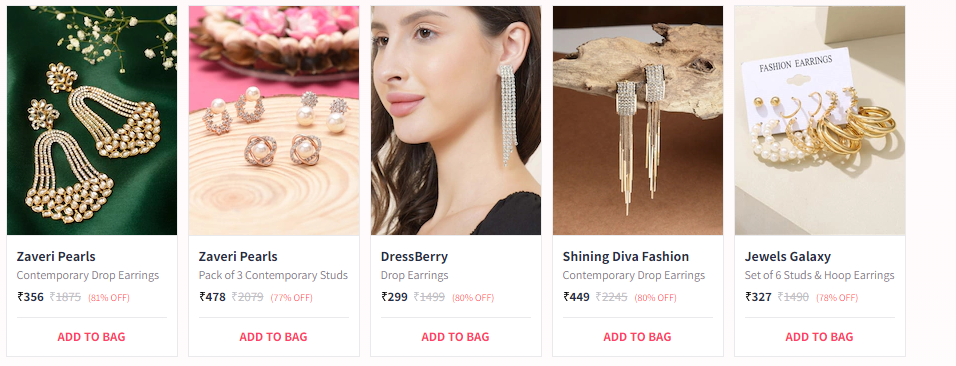 FASHION EARRINGS
Zaveri Pearls
Contemporary Drop Earrings
₹356 ₹1875 (81% OFF)
ADD TO BAG
Zaveri Pearls
Pack of 3 Contemporary Studs
₹478 ₹2079 (77% OFF)
ADD TO BAG
DressBerry
Drop Earrings
₹299 ₹1499 (80% OFF)
ADD TO BAG
Shining Diva Fashion
Contemporary Drop Earrings
₹449 ₹2245 (80% OFF)
ADD TO BAG
Jewels Galaxy
Set of 6 Studs & Hoop Earrings
₹327 ₹1490 (78% OFF)
ADD TO BAG